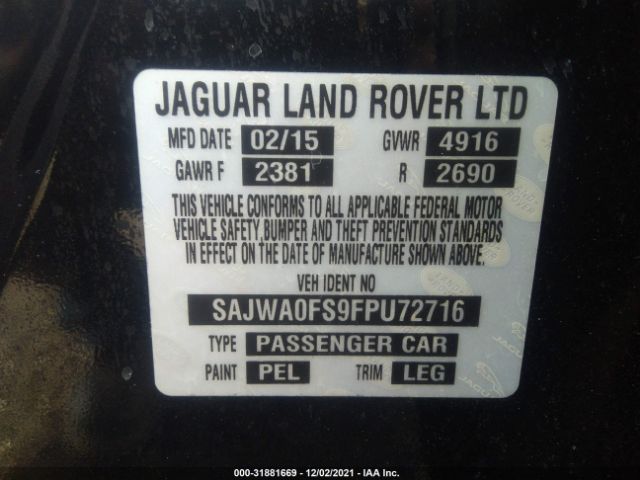 JAGUAR LAND ROVER LTD
MFD DATE 02/15 GVWR 4916
GAWR F 2381 R 2690
THIS VEHICLE CONFORMS TO ALL APPLICABLE FEDERAL MOTOR
VEHICLE SAFETY, BUMPER AND THEFT PREVENTION STANDARDS
IN EFFECT ON THE DATE OF MANUFACTURE SHOWN ABOVE.
VEH IDENT NO
SAJWA0FS9FPU72716
TYPE PASSENGER CAR
PAINT PEL TRIM LEG
000-31881669 - 12/02/2021 - IAA Inc.